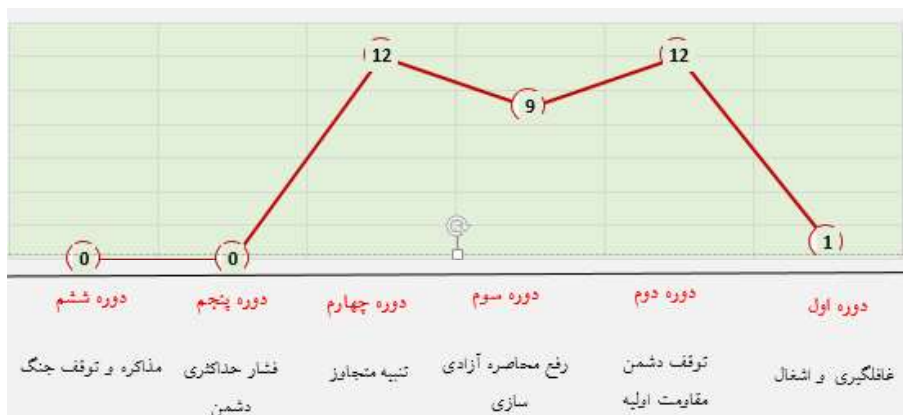 12
12
9
1
0
0
دوره اول
دوره دوم
دوره سوم
دوره چهارم
دوره پنجم
دوره ششم
غافلگیری و اشغال
توقف دشمن
مقاومت اولیه
رفع محاصره آزادی
سازی
تنبیه متجاوز
فشار حداکثری
دشمن
مذاکره و توقف جنگ